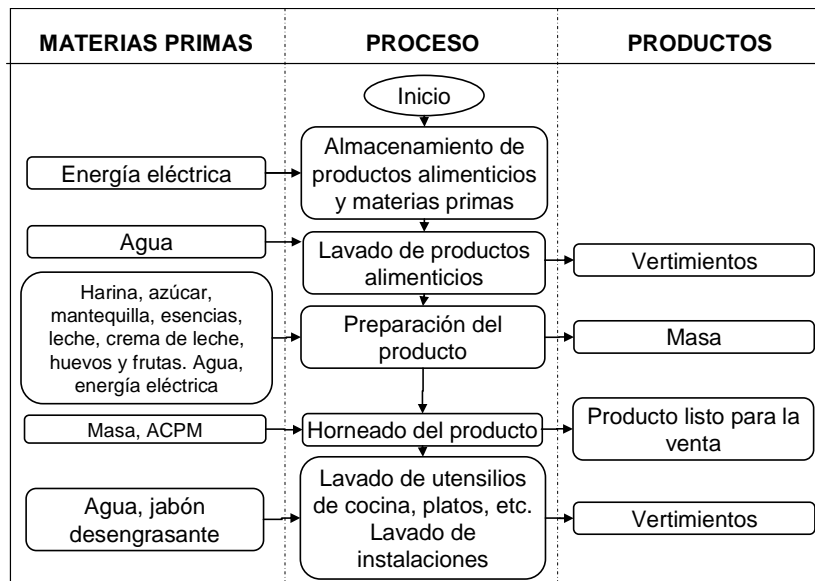 MATERIAS PRIMAS
PROCESO
PRODUCTOS
Inicio
Energía eléctrica
Almacenamiento de
productos alimenticios
y materias primas
Agua
Lavado de productos
alimenticios
Vertimientos
Harina, azúcar,
mantequilla, esencias,
leche, crema de leche,
huevos y frutas. Agua,
energía eléctrica
Preparación del
producto
Masa
Masa, ACPM
Horneado del producto
Producto listo para la
venta
Agua, jabón
desengrasante
Lavado de utensilios
de cocina, platos, etc.
Lavado de
instalaciones
Vertimientos